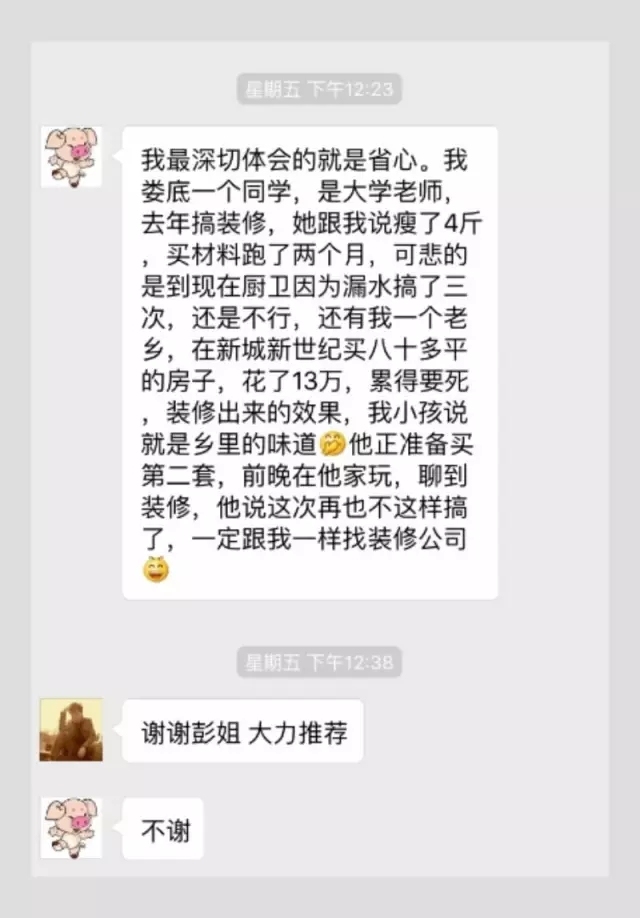 星期五 下午12:23
我最深切体会的就是省心。我
娄底一个同学，是大学老师，
去年搞装修，她跟我说瘦了4斤
，买材料跑了两个月，可悲的
是到现在厨卫因为漏水搞了三
次，还是不行，还有我一个老
乡，在新城新世纪买八十多平
的房子，花了13万，累得要死
，装修出来的效果，我小孩说
就是乡里的味道🤭他正准备买
第二套，前晚在他家玩，聊到
装修，他说这次再也不这样搞
了，一定跟我一样找装修公司
😄
星期五 下午12:38
谢谢彭姐 大力推荐
不谢